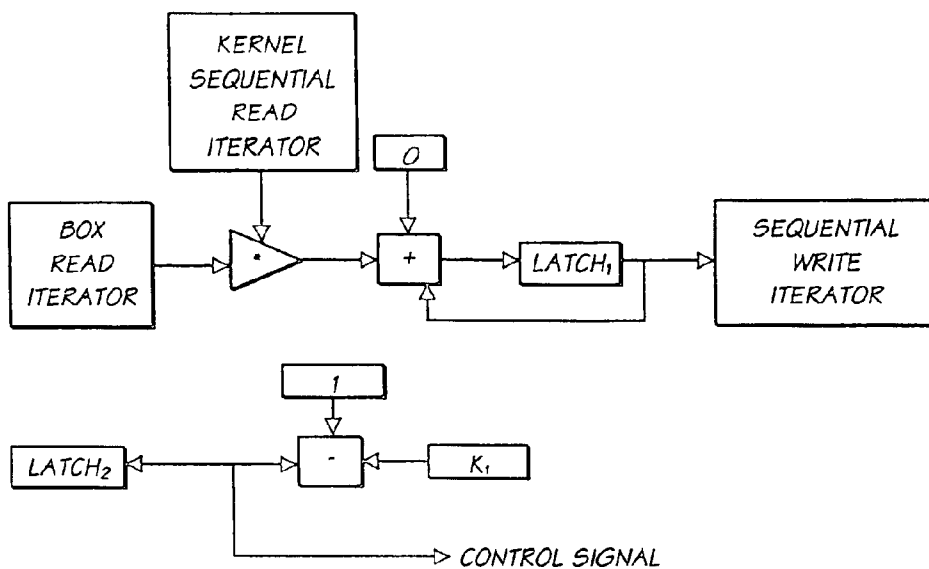 KERNEL
SEQUENTIAL
READ
ITERATOR
0
BOX
READ
ITERATOR
*
+
LATCH₁
SEQUENTIAL
WRITE
ITERATOR
1
LATCH₂
-
K₁
CONTROL SIGNAL